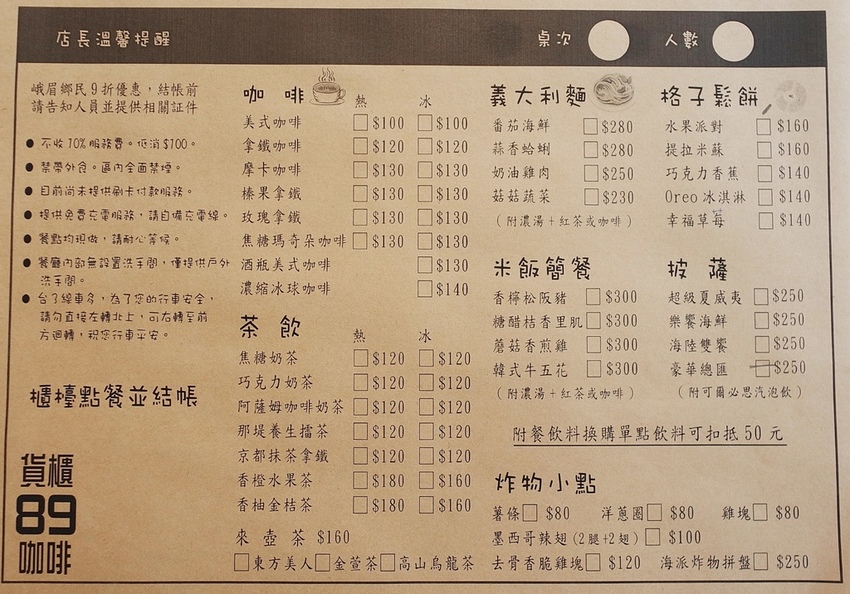 店長溫馨提醒
桌次
人數
峨眉鄉民9折優惠，結帳前
請告知人員並提供相關証件
● 不收10%服務費。低消$100。
● 禁帶外食。區內全面禁煙。
● 目前尚未提供刷卡付款服務。
● 提供免費充電服務，請自備充電線。
● 餐點均現做，請耐心等候。
● 餐廳內部無設置洗手間，僅提供戶外
洗手間。
● 台了線車多，為了您的行車安全，
請勿直接左轉北上，可右轉至前
方迴轉，祝您行車平安。
櫃檯點餐並結帳
貨櫃
89
咖啡
咖啡 熱 冰
美式咖啡 $100 $100
拿鐵咖啡 $120 $120
摩卡咖啡 $130 $130
榛果拿鐵 $130 $130
玫瑰拿鐵 $130 $130
焦糖瑪奇朵咖啡 $130 $130
酒瓶美式咖啡 $130
濃縮冰球咖啡 $140
茶飲 熱 冰
焦糖奶茶 $120 $120
巧克力奶茶 $120 $120
阿薩姆咖啡奶茶 $120 $120
那堤養生擂茶 $120 $120
京都抹茶拿鐵 $120 $120
香橙水果茶 $180 $160
香柚金桔茶 $180 $160
來壺茶 $160
東方美人 金萱茶 高山烏龍茶
義大利麵
番茄海鮮 $280
蒜香蛤蜊 $280
奶油雞肉 $250
菇菇蔬菜 $230
(附濃湯+紅茶或咖啡)
格子鬆餅
水果派對 $160
提拉米蘇 $160
巧克力香蕉 $140
Oreo冰淇淋 $140
幸福草莓 $140
米飯簡餐
香檸松阪豬 $300
糖醋桔香里肌 $300
蘑菇香煎雞 $300
韓式牛五花 $300
(附濃湯+紅茶或咖啡)
披薩
超級夏威夷 $250
樂饗海鮮 $250
海陸雙饗 $250
豪華總匯 $250
(附可爾必思汽泡飲)
附餐飲料換購單點飲料可扣抵50元
炸物小點
薯條 $80 洋蔥圈 $80 雞塊 $80
墨西哥辣翅(2腿+2翅) $100
去骨香脆雞塊 $120 海派炸物拼盤 $250